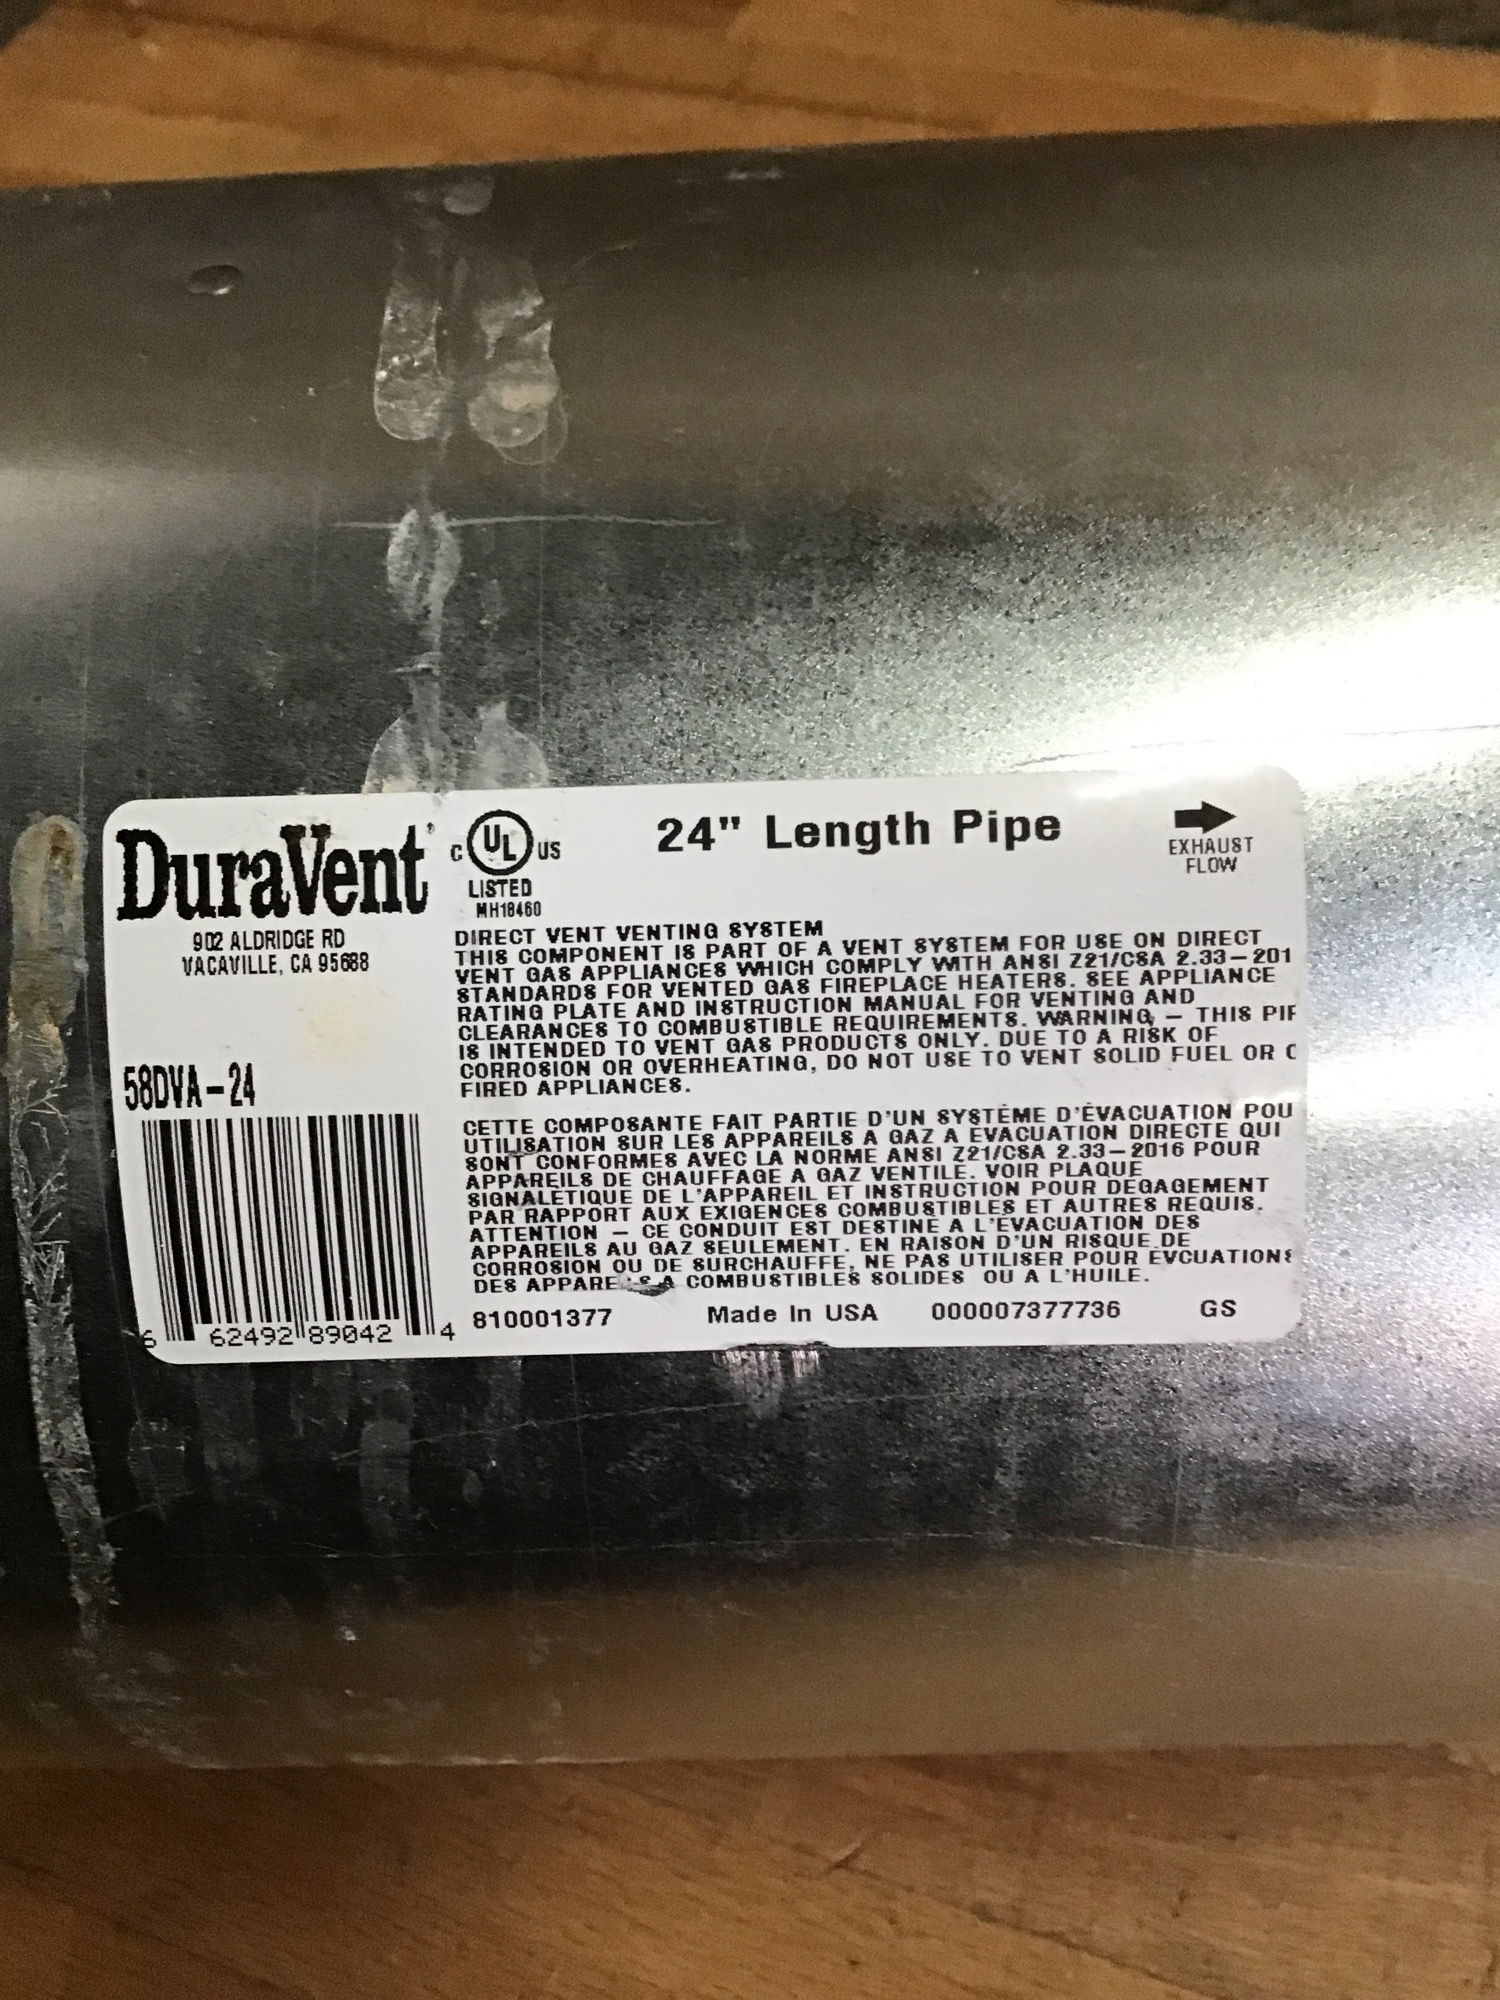 DuraVent
902 ALDRIDGE RD
VACAVILLE, CA 95688
58DVA-24
6 62492 89042 4
C UL US
LISTED
MH18460
24" Length Pipe
EXHAUST
FLOW
DIRECT VENT VENTING SYSTEM
THIS COMPONENT IS PART OF A VENT SYSTEM FOR USE ON DIRECT
VENT GAS APPLIANCES WHICH COMPLY WITH ANSI Z21/CSA 2.33-201
STANDARDS FOR VENTED GAS FIREPLACE HEATERS. SEE APPLIANCE
RATING PLATE AND INSTRUCTION MANUAL FOR VENTING AND
CLEARANCES TO COMBUSTIBLE REQUIREMENTS. WARNING - THIS PIP
IS INTENDED TO VENT GAS PRODUCTS ONLY. DUE TO A RISK OF
CORROSION OR OVERHEATING, DO NOT USE TO VENT SOLID FUEL OR
FIRED APPLIANCES.
CETTE COMPOSANTE FAIT PARTIE D'UN SYSTÈME D'ÉVACUATION POU
UTILISATION SUR LES APPAREILS A GAZ A EVACUATION DIRECTE QUI
SONT CONFORMES AVEC LA NORME ANSI Z21/CSA 2.33-2016 POUR
APPAREILS DE CHAUFFAGE A GAZ VENTILE. VOIR PLAQUE
SIGNALETIQUE DE L'APPAREIL ET INSTRUCTION POUR DEGAGEMENT
PAR RAPPORT AUX EXIGENCES COMBUSTIBLES ET AUTRES REQUIS.
ATTENTION - CE CONDUIT EST DESTINE A L'EVACUATION DES
APPAREILS AU GAZ SEULEMENT. EN RAISON D'UN RISQUE DE
CORROSION OU DE SURCHAUFFE, NE PAS UTILISER POUR ÉVCUATIONS
DES A COMBUSTIBLES SOLIDES OU A L'HUILE.
810001377 Made In USA 000007377736 GS